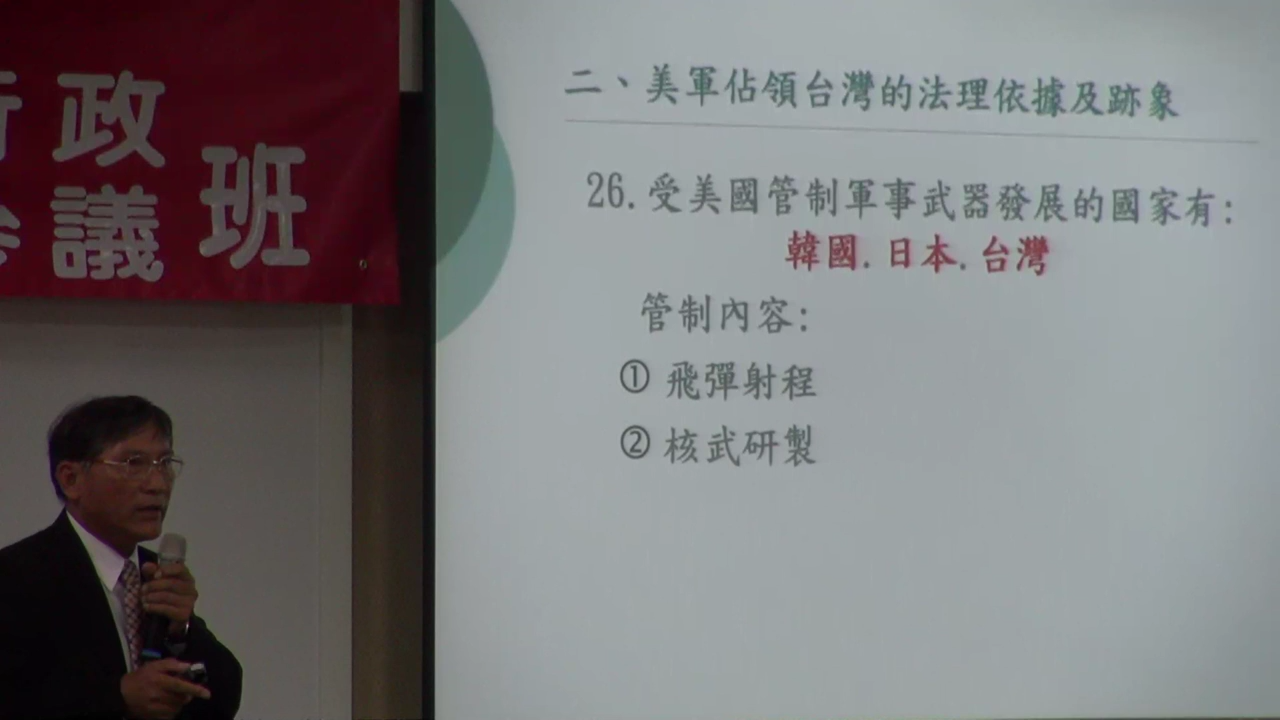 政
議
班
二、美軍佔領台灣的法理依據及跡象
26.受美國管制軍事武器發展的國家有:
韓國.日本.台灣
管制內容:
① 飛彈射程
② 核武研製